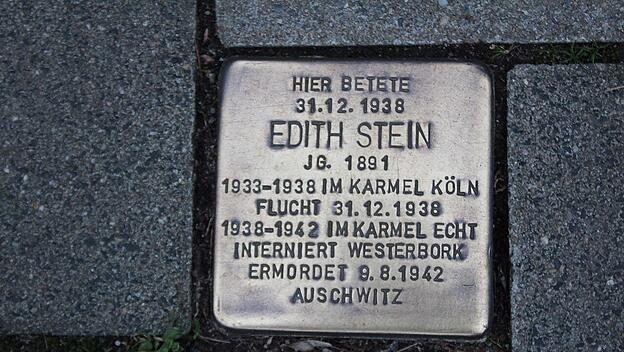 HIER BETETE
31.12.1938
EDITH STEIN
JG. 1891
1933-1938 IM KARMEL KÖLN
FLUCHT 31.12.1938
1938-1942 IM KARMEL ECHT
INTERNIERT WESTERBORK
ERMORDET 9.8.1942
AUSCHWITZ